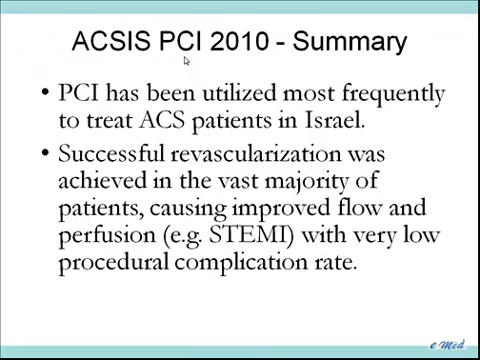 ACSIS PCI 2010 - Summary
• PCI has been utilized most frequently
to treat ACS patients in Israel.
• Successful revascularization was
achieved in the vast majority of
patients, causing improved flow and
perfusion (e.g. STEMI) with very low
procedural complication rate.
e Med